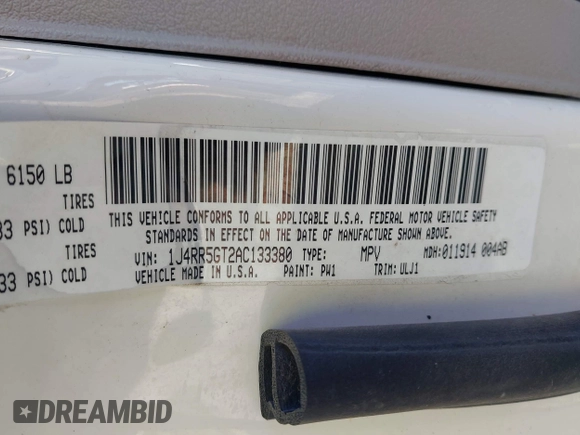 6150 LB
TIRES
33 PSI) COLD
TIRES
33 PSI) COLD
THIS VEHICLE CONFORMS TO ALL APPLICABLE U.S.A. FEDERAL MOTOR VEHICLE SAFETY
STANDARDS IN EFFECT ON THE DATE OF MANUFACTURE SHOWN ABOVE.
VIN: 1J4RR5GT2AC133380 TYPE: MPV MDH:011914 004AB
VEHICLE MADE IN U.S.A. PAINT: PW1 TRIM: ULJ1
DREAMBID